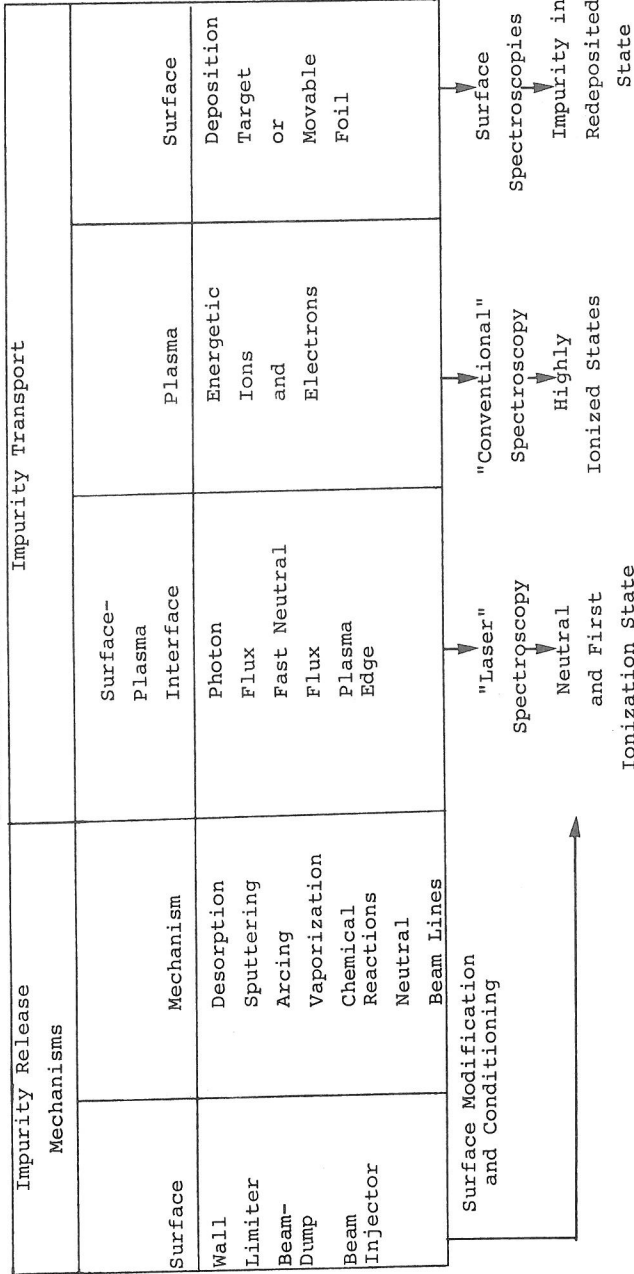 Impurity Release
Mechanisms
Impurity Transport
Surface
Mechanism
Surface-
Plasma
Interface
Plasma
Surface
Wall
Limiter
Beam-
Dump
Beam
Injector
Desorption
Sputtering
Arcing
Vaporization
Chemical
Reactions
Neutral
Beam Lines
Photon
Flux
Fast Neutral
Flux
Plasma
Edge
Energetic
Ions
and
Electrons
Deposition
Target
or
Movable
Foil
Surface Modification
and Conditioning
"Laser"
Spectroscopy
Neutral
and First
Ionization State
"Conventional"
Spectroscopy
Highly
Ionized States
Surface
Spectroscopies
Impurity in
Redeposited
State